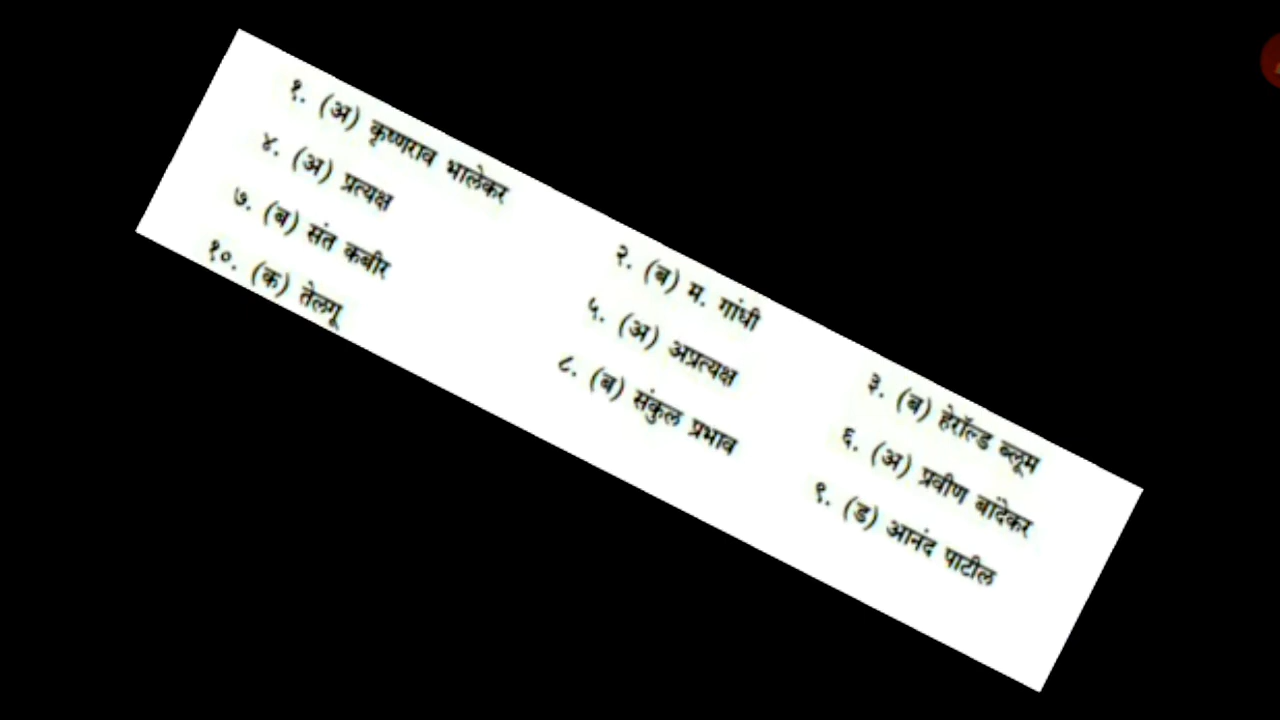 १. (अ) कृष्णराव भालेकर २. (ब) म. गांधी ३. (ब) हेरॉल्ड ब्लूम
४. (अ) प्रत्यक्ष ५. (अ) अप्रत्यक्ष ६. (अ) प्रवीण बांदेकर
७. (ब) संत कबीर ८. (ब) संकुल प्रभाव ९. (ड) आनंद पाटील
१०. (क) तेलगू